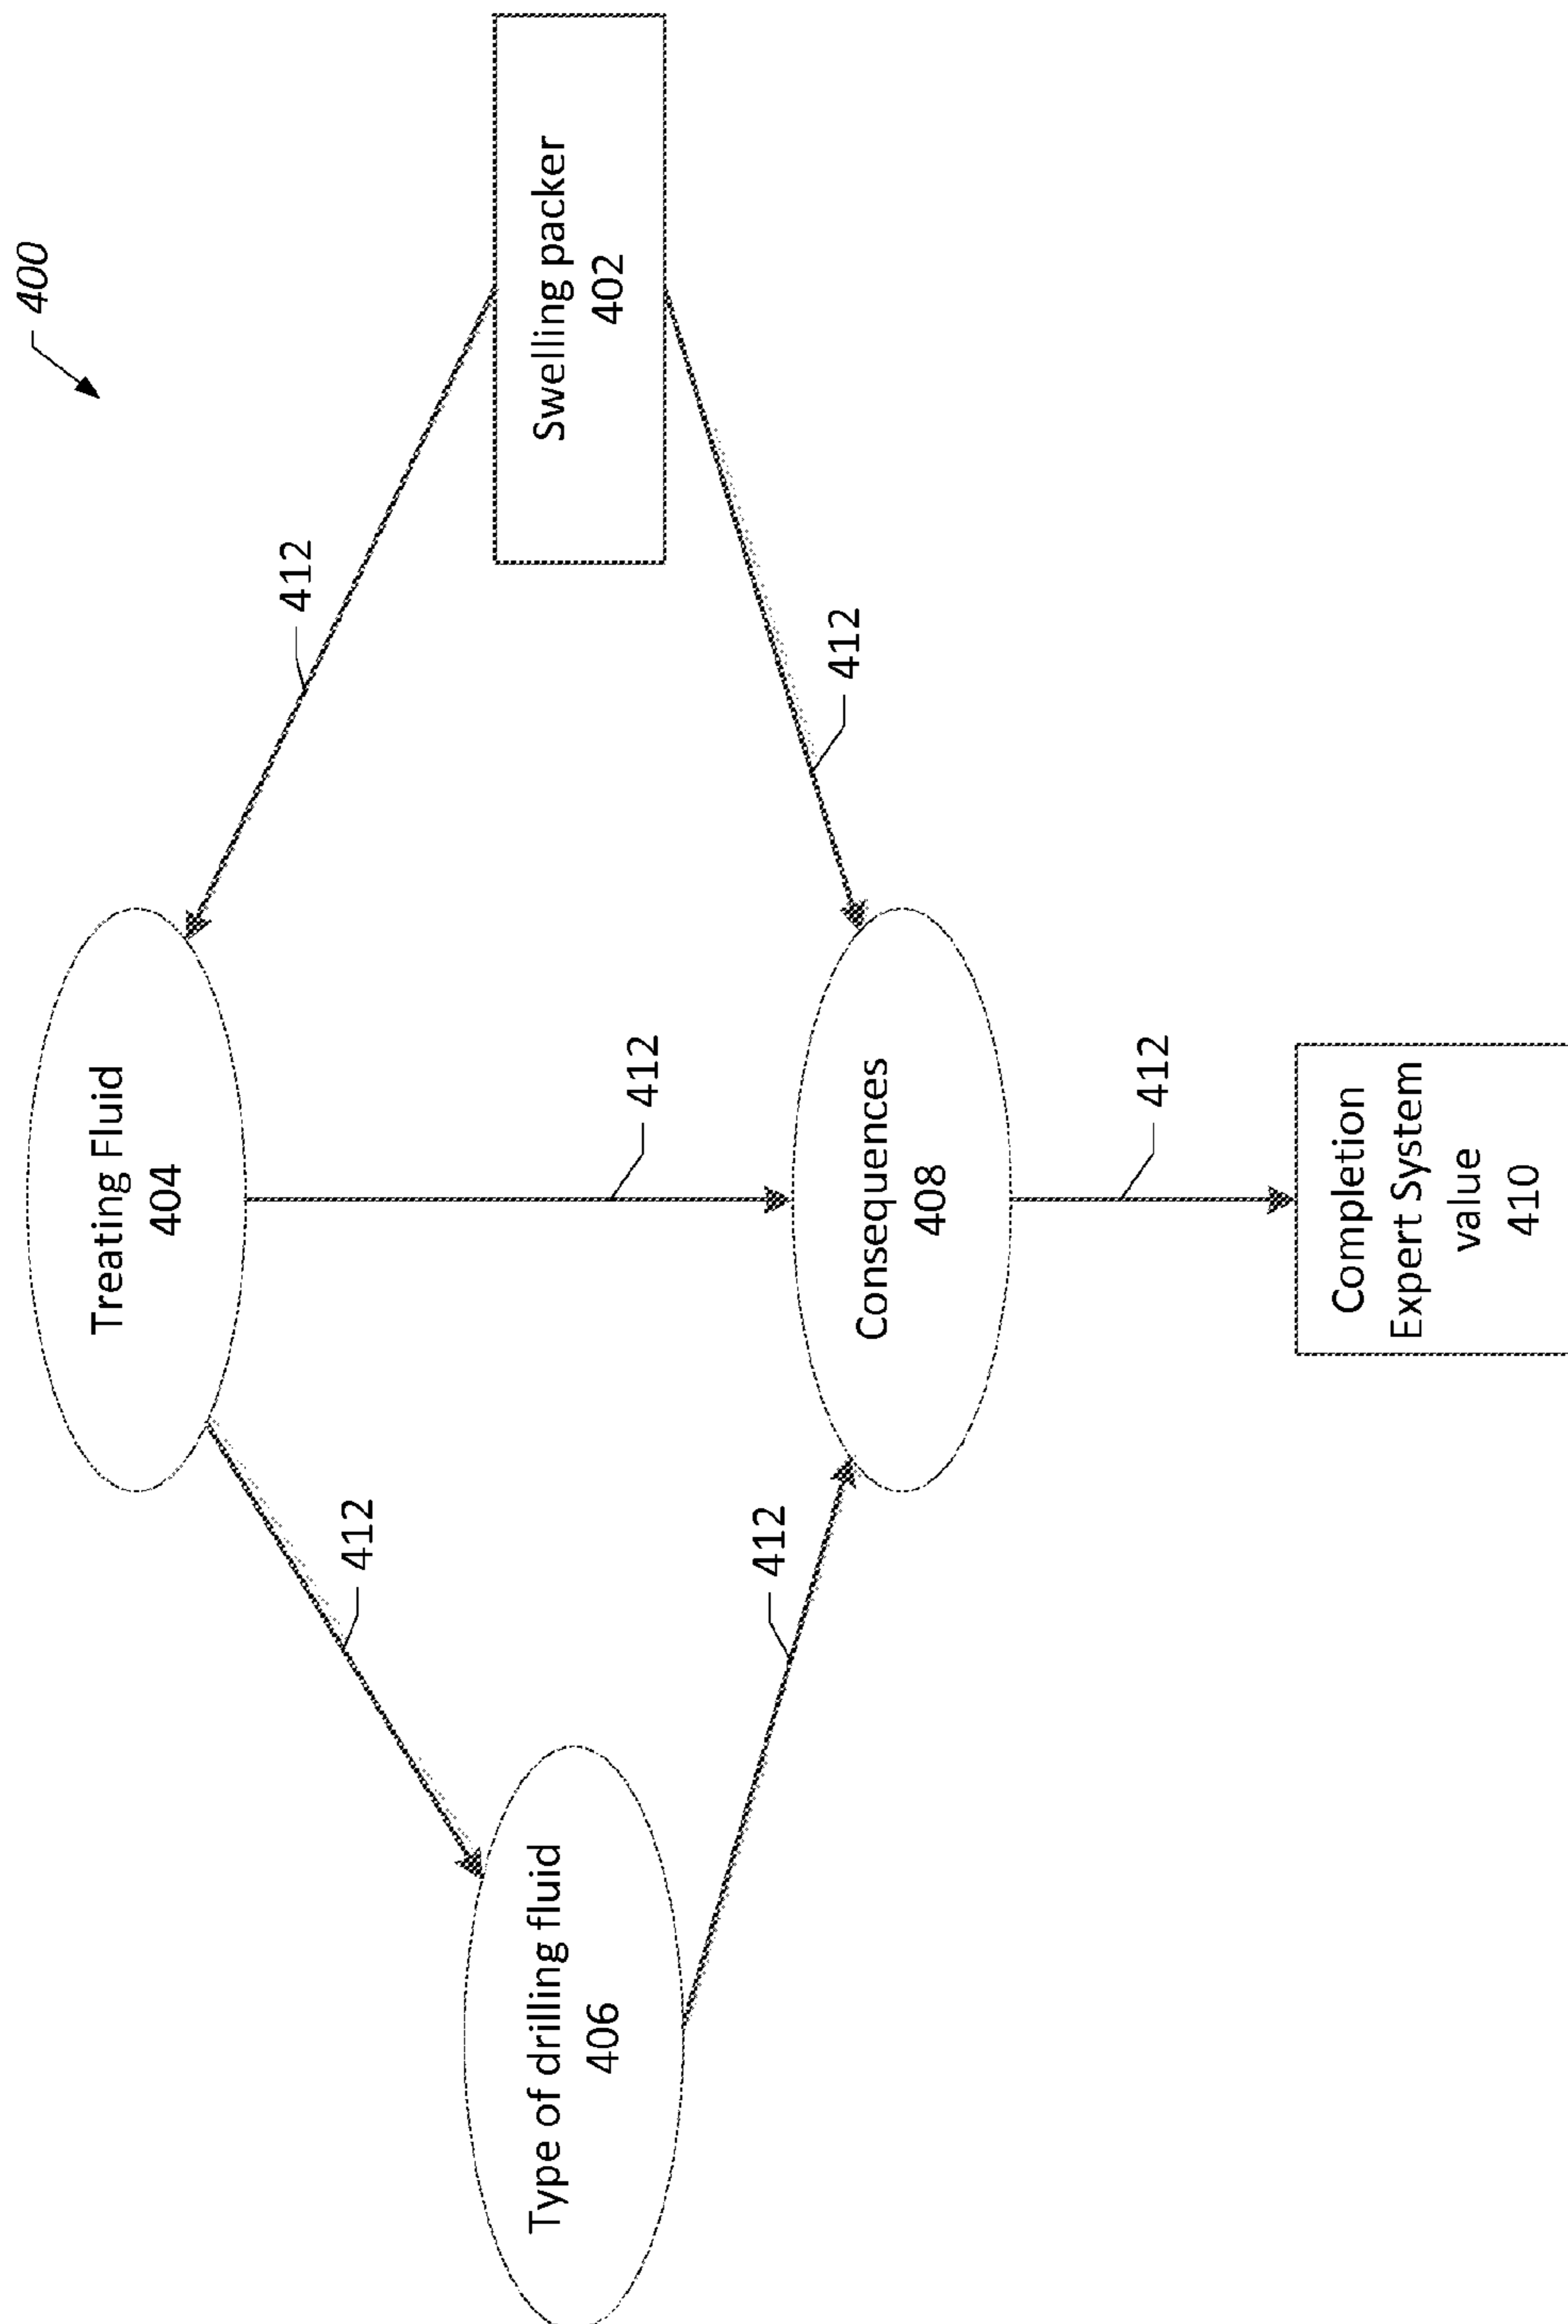 400
Treating Fluid
404
412
412
Type of drilling fluid
406
Swelling packer
402
412
412
412
Consequences
408
412
Completion
Expert System
value
410